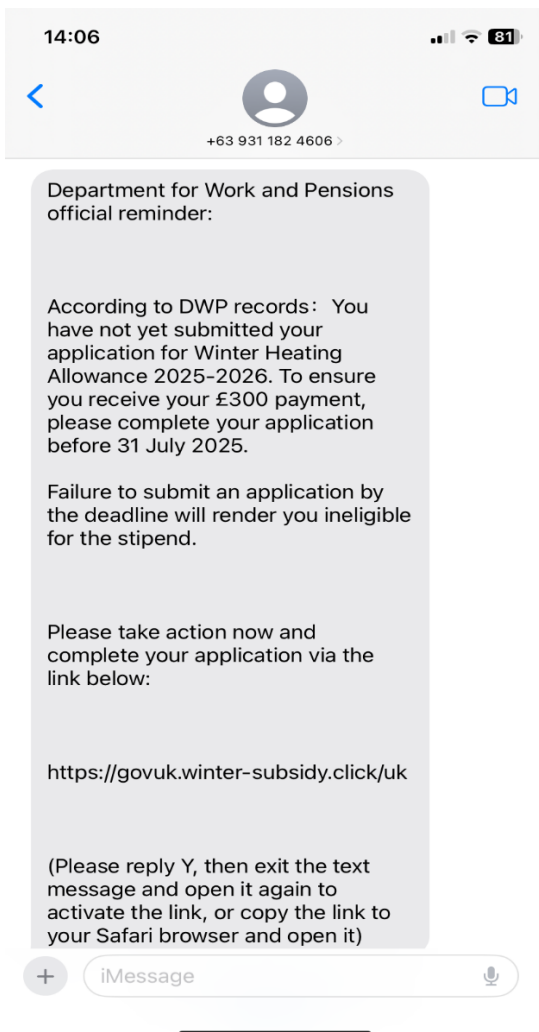 14:06
81
+63 931 182 4606
Department for Work and Pensions
official reminder:
According to DWP records： You
have not yet submitted your
application for Winter Heating
Allowance 2025-2026. To ensure
you receive your £300 payment,
please complete your application
before 31 July 2025.
Failure to submit an application by
the deadline will render you ineligible
for the stipend.
Please take action now and
complete your application via the
link below:
https://govuk.winter-subsidy.click/uk
(Please reply Y, then exit the text
message and open it again to
activate the link, or copy the link to
your Safari browser and open it)
iMessage